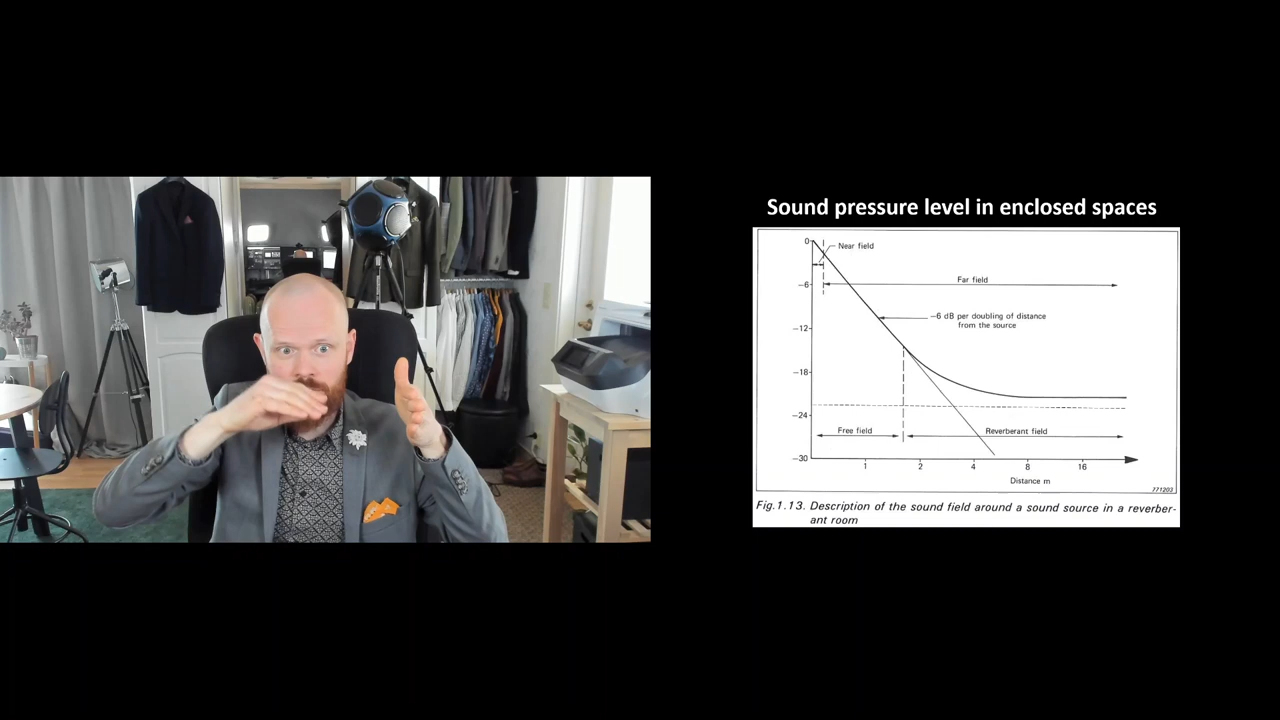 Sound pressure level in enclosed spaces
0
Near field
Far field
−6
−6 dB per doubling of distance
from the source
−12
−18
−24
Free field
Reverberant field
−30
1
2
4
8
16
Distance m
771203
Fig.1.13. Description of the sound field around a sound source in a reverber-
ant room